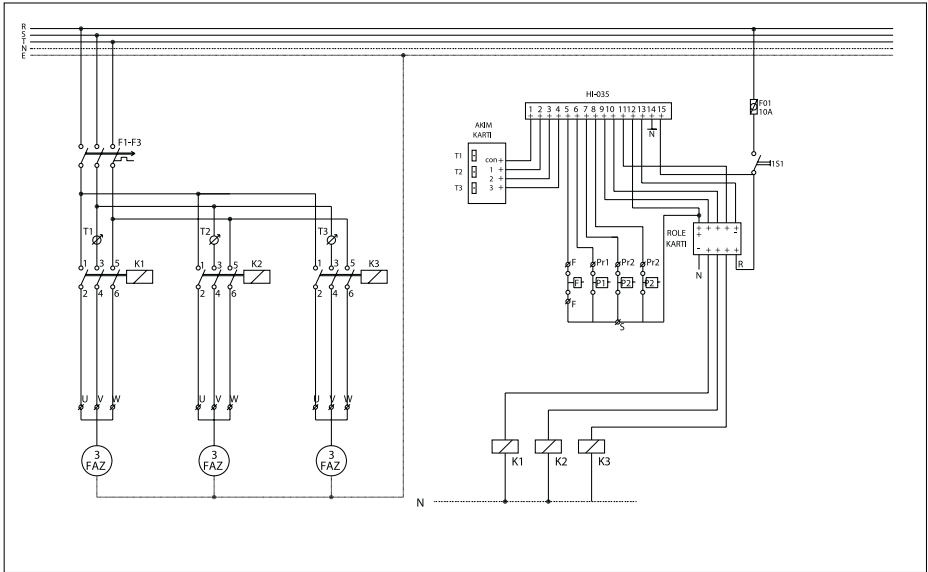 R
S
T
N
E
F1-F3
T1
T2
T3
1 3 5
K1
2 4 6
1 3 5
K2
2 4 6
1 3 5
K3
2 4 6
U V W
U V W
U V W
3
FAZ
3
FAZ
3
FAZ
HI-035
1 2 3 4 5 6 7 8 9 10 11 12 13 14 15
N
AKIM
KARTI
T1
T2
T3
con +
1 +
2 +
3 +
F01
10A
I1S1
ROLE
KARTI
+ + + + +
+ -
-
+ + + +
N
R
F
Pr1
Pr2
Pr2
F
P1
P2
P2
F
S
K1
K2
K3
N